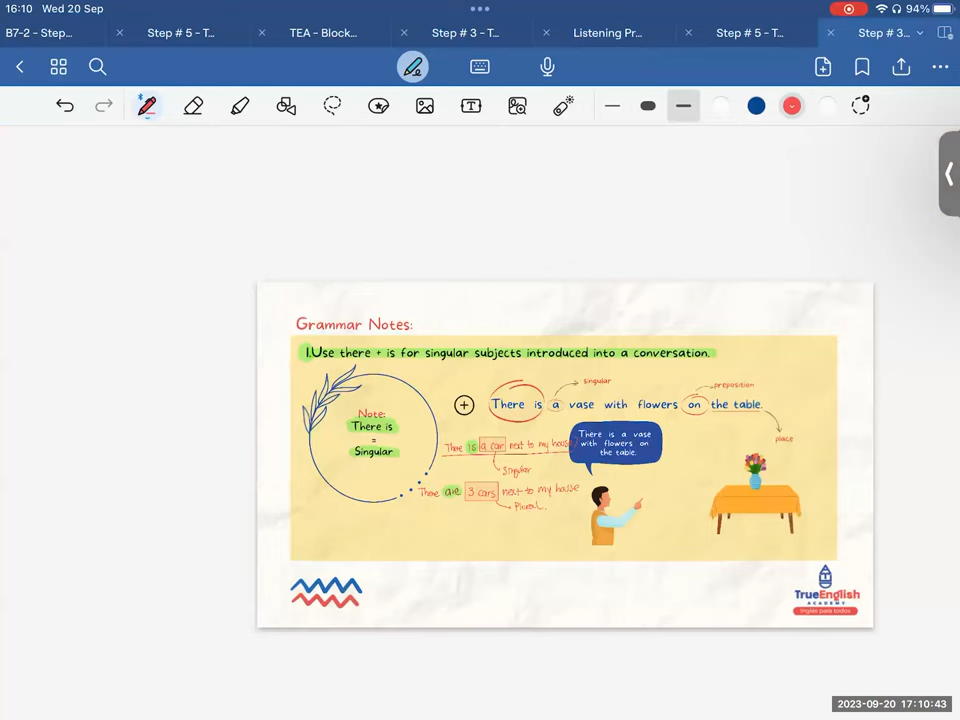 16:10 Wed 20 Sep
94%
B7-2 - Step...
Step # 5 - T...
TEA - Block...
Step # 3 - T...
Listening Pr...
Step # 5 - T...
Step # 3...
Grammar Notes:
1.Use there + is for singular subjects introduced into a conversation.
singular
preposition
Note:
There is
=
Singular
+ There is a vase with flowers on the table.
place
There is a car next to my house
Singular
There is a vase
with flowers on
the table.
There are 3 cars next to my house
Plural.
TrueEnglish
ACADEMY
Inglés para todos
2023-09-20 17:10:43